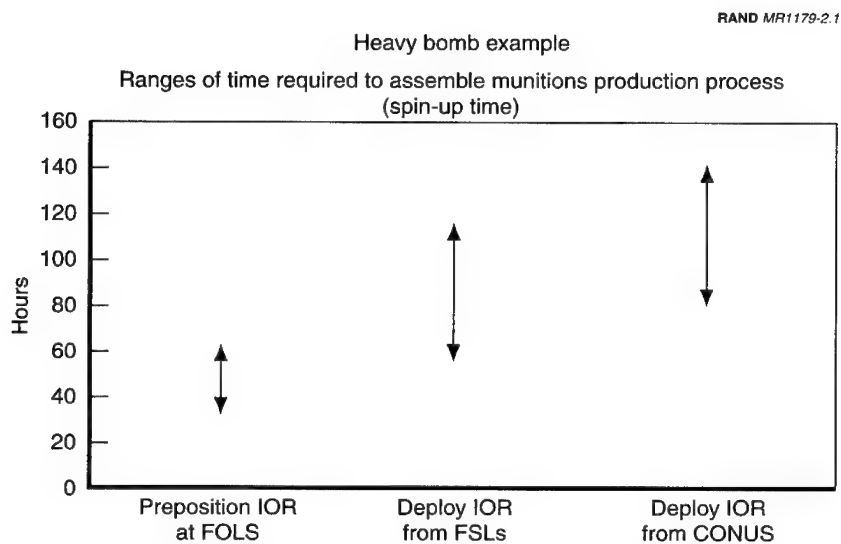 RAND MR1179-2.1
Heavy bomb example
Ranges of time required to assemble munitions production process
(spin-up time)
160
140
120
100
80
60
40
20
0
Hours
Preposition IOR
at FOLS
Deploy IOR
from FSLs
Deploy IOR
from CONUS